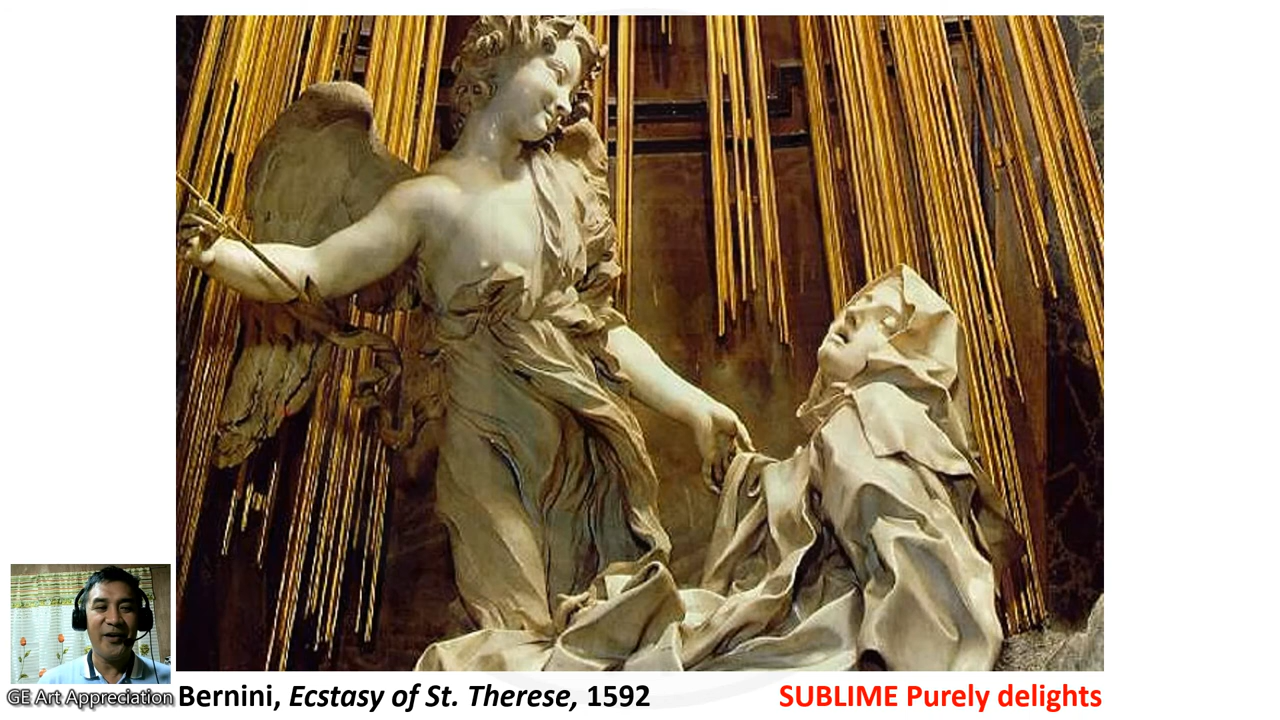 GE Art Appreciation
Bernini, Ecstasy of St. Therese, 1592
SUBLIME Purely delights